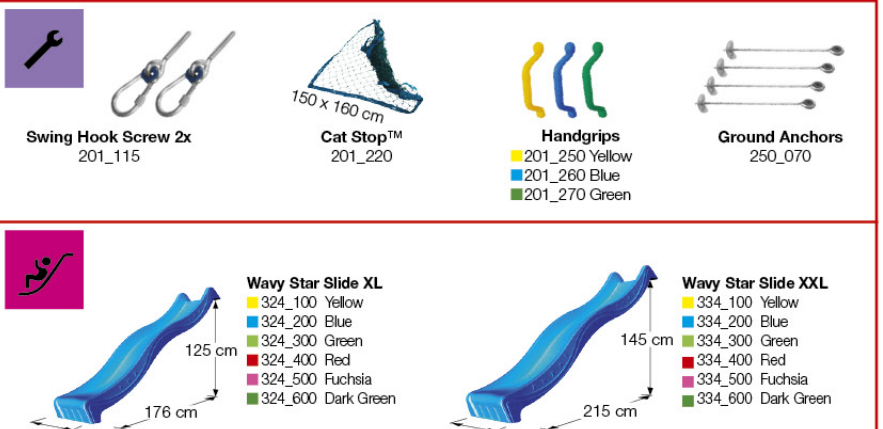 150 x 160 cm
Swing Hook Screw 2x
201_115
Cat Stop™
201_220
Handgrips
201_250 Yellow
201_260 Blue
201_270 Green
Ground Anchors
250_070
Wavy Star Slide XL
324_100 Yellow
324_200 Blue
324_300 Green
324_400 Red
324_500 Fuchsia
324_600 Dark Green
125 cm
176 cm
Wavy Star Slide XXL
334_100 Yellow
334_200 Blue
334_300 Green
334_400 Red
334_500 Fuchsia
334_600 Dark Green
145 cm
215 cm